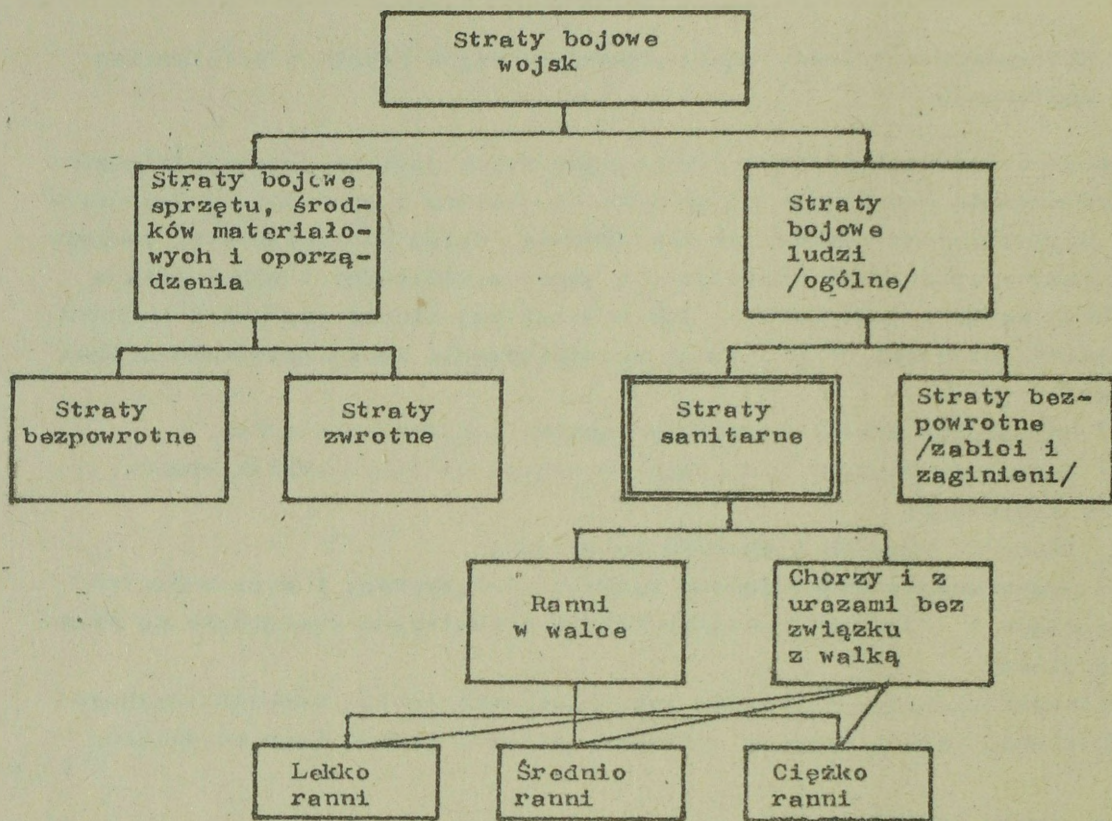 Straty bojowe
wojsk
Straty bojowe
sprzętu, środ-
ków materiało-
wych i oporzą-
dzenia
Straty
bojowe
ludzi
/ogólne/
Straty
bezpowrotne
Straty
zwrotne
Straty
sanitarne
Straty bez-
powrotne
/zabici i
zaginieni/
Ranni
w walce
Chorzy i z
urazami bez
związku
z walką
Lekko
ranni
Średnio
ranni
Ciężko
ranni